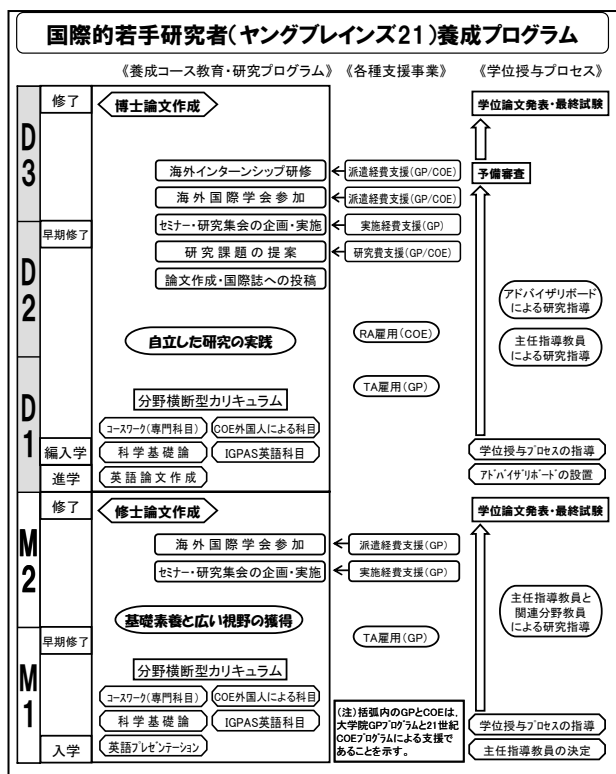 国際的若手研究者(ヤングブレインズ21)養成プログラム
《養成コース教育・研究プログラム》 《各種支援事業》 《学位授与プロセス》
修了
博士論文作成
学位論文発表・最終試験
D3
海外インターンシップ研修
派遣経費支援(GP/COE)
予備審査
海外国際学会参加
派遣経費支援(GP/COE)
早期修了
セミナー・研究集会の企画・実施
実施経費支援(GP)
研究課題の提案
研究費支援(GP/COE)
D2
論文作成・国際誌への投稿
アドバイザリボード
による研究指導
自立した研究の実践
RA雇用(COE)
主任指導教員
による研究指導
TA雇用(GP)
D1
分野横断型カリキュラム
コースワーク(専門科目)
COE外国人による科目
編入学
科学基礎論
IGPAS英語科目
学位授与プロセスの指導
進学
英語論文作成
アドバイザリボードの設置
修了
修士論文作成
学位論文発表・最終試験
M2
海外国際学会参加
派遣経費支援(GP)
セミナー・研究集会の企画・実施
実施経費支援(GP)
主任指導教員と
関連分野教員
による研究指導
基礎素養と広い視野の獲得
早期修了
TA雇用(GP)
M1
分野横断型カリキュラム
コースワーク(専門科目)
COE外国人による科目
科学基礎論
IGPAS英語科目
(注)括弧内のGPとCOEは、
大学院GPプログラムと21世紀
COEプログラムによる支援で
あることを示す。
学位授与プロセスの指導
入学
英語プレゼンテーション
主任指導教員の決定